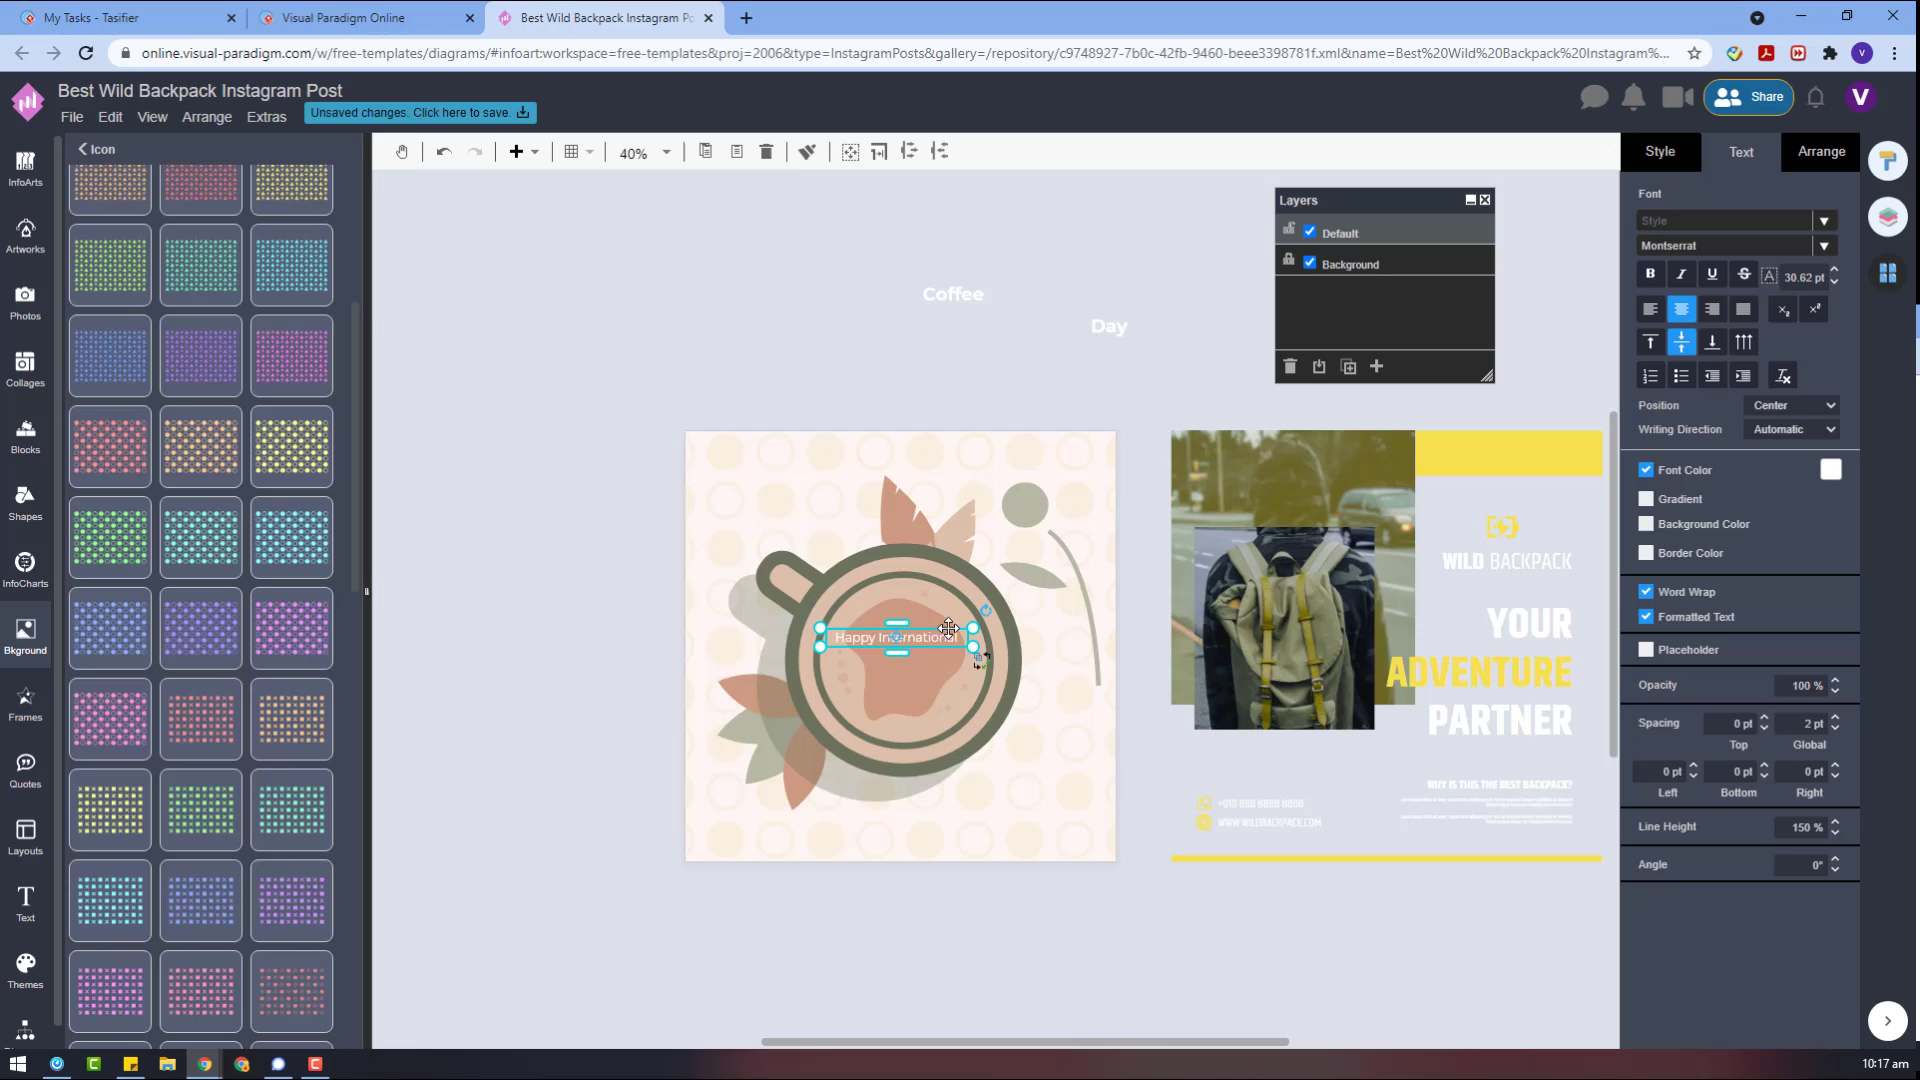 My Tasks - Tasifier
Visual Paradigm Online
Best Wild Backpack Instagram Po
online.visual-paradigm.com/w/free-templates/diagrams/#infoart:workspace=free-templates&proj=2006&type=InstagramPosts&gallery=/repository/c9748927-7b0c-42fb-9460-beee3398781f.xml&name=Best%20Wild%20Backpack%20Instagram%...
V
Best Wild Backpack Instagram Post
File Edit View Arrange Extras
Unsaved changes. Click here to save.
Share
V
Icon
40%
Style
Text
Arrange
InfoArts
Artworks
Photos
Collages
Blocks
Shapes
InfoCharts
Bkground
Frames
Quotes
Layouts
Text
Themes
Layers
Default
Background
Coffee
Day
Happy International
WILD BACKPACK
YOUR
ADVENTURE
PARTNER
WHY IS THIS THE BEST BACKPACK?
+010 888 8888 8888
WWW.WILDBACKPACK.COM
Font
Style
Montserrat
B I U S A 30.62 pt
Position Center
Writing Direction Automatic
Font Color
Gradient
Background Color
Border Color
Word Wrap
Formatted Text
Placeholder
Opacity 100 %
Spacing 0 pt 2 pt
Top Global
0 pt 0 pt 0 pt
Left Bottom Right
Line Height 150 %
Angle 0°
10:17 am